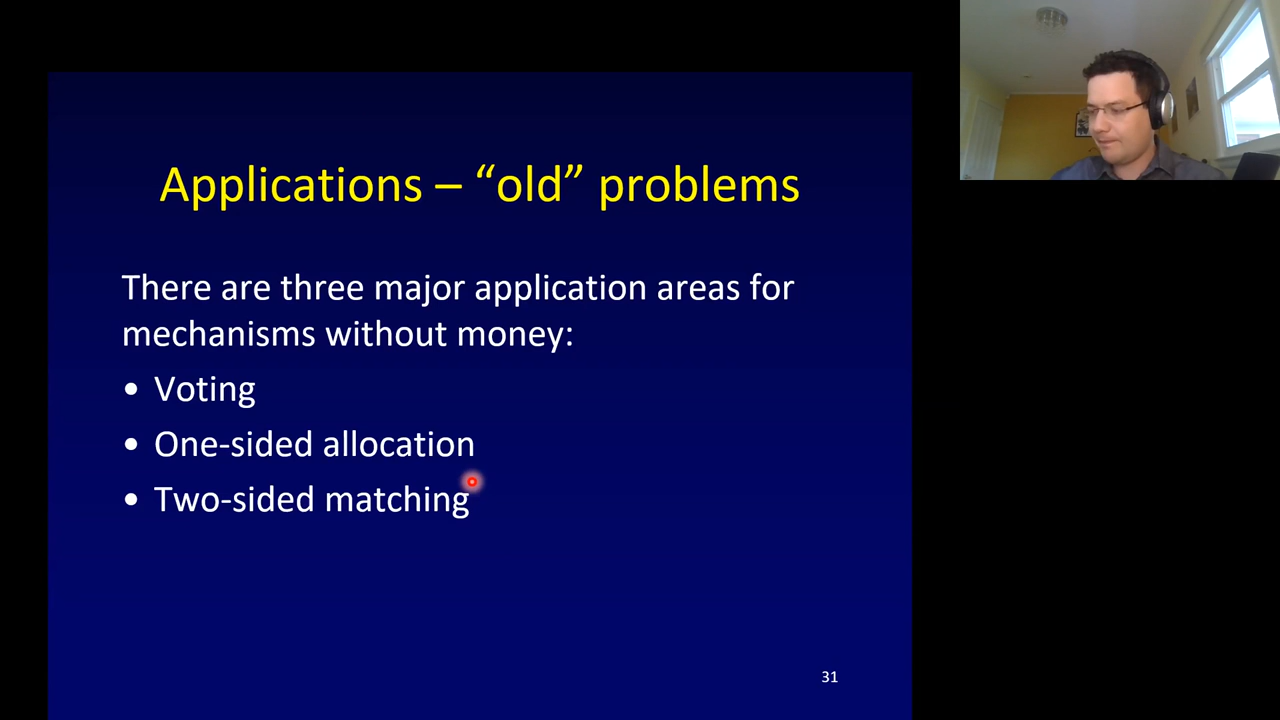 Applications – “old” problems
There are three major application areas for
mechanisms without money:
• Voting
• One-sided allocation
• Two-sided matching
31